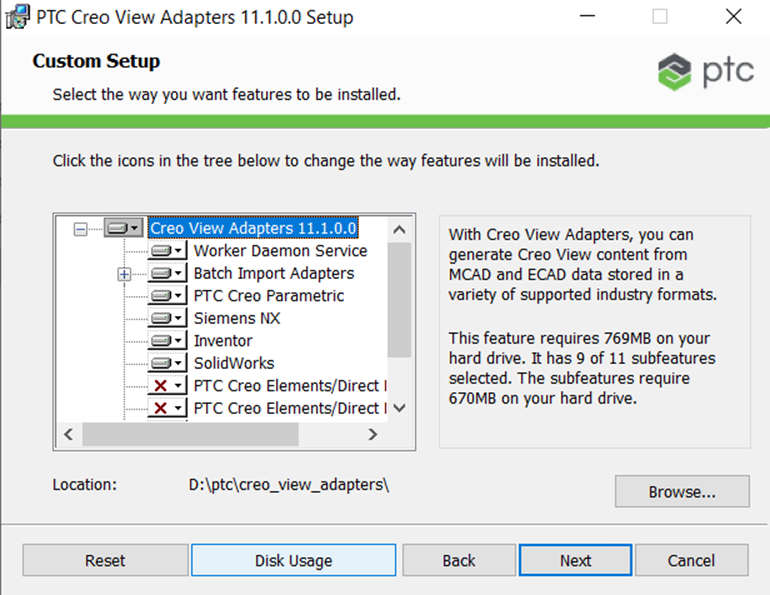 PTC Creo View Adapters 11.1.0.0 Setup
Custom Setup
Select the way you want features to be installed.
ptc
Click the icons in the tree below to change the way features will be installed.
Creo View Adapters 11.1.0.0
Worker Daemon Service
Batch Import Adapters
PTC Creo Parametric
Siemens NX
Inventor
SolidWorks
PTC Creo Elements/Direct
PTC Creo Elements/Direct
With Creo View Adapters, you can
generate Creo View content from
MCAD and ECAD data stored in a
variety of supported industry formats.
This feature requires 769MB on your
hard drive. It has 9 of 11 subfeatures
selected. The subfeatures require
670MB on your hard drive.
Location:
D:\ptc\creo_view_adapters\
Browse...
Reset
Disk Usage
Back
Next
Cancel